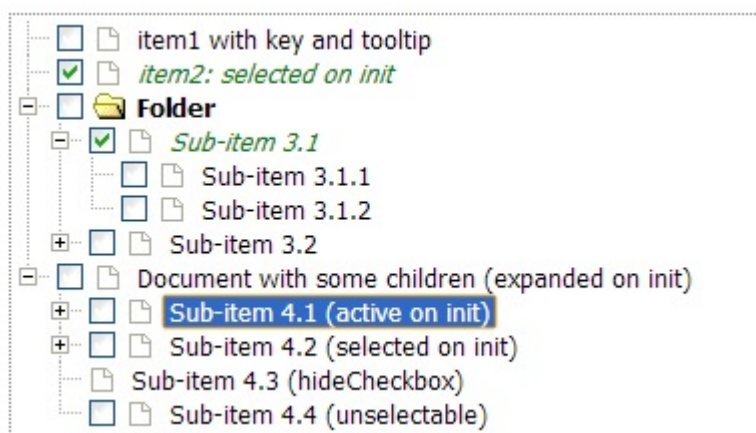 item1 with key and tooltip
item2: selected on init
Folder
Sub-item 3.1
Sub-item 3.1.1
Sub-item 3.1.2
Sub-item 3.2
Document with some children (expanded on init)
Sub-item 4.1 (active on init)
Sub-item 4.2 (selected on init)
Sub-item 4.3 (hideCheckbox)
Sub-item 4.4 (unselectable)